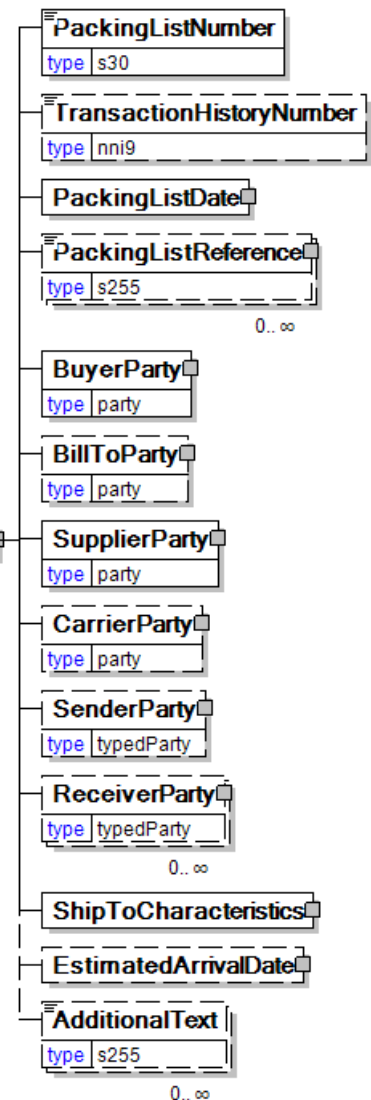 PackingListNumber
type s30
TransactionHistoryNumber
type nni9
PackingListDate
PackingListReference
type s255
0.. ∞
BuyerParty
type party
BillToParty
type party
SupplierParty
type party
CarrierParty
type party
SenderParty
type typedParty
ReceiverParty
type typedParty
0.. ∞
ShipToCharacteristics
EstimatedArrivalDate
AdditionalText
type s255
0.. ∞